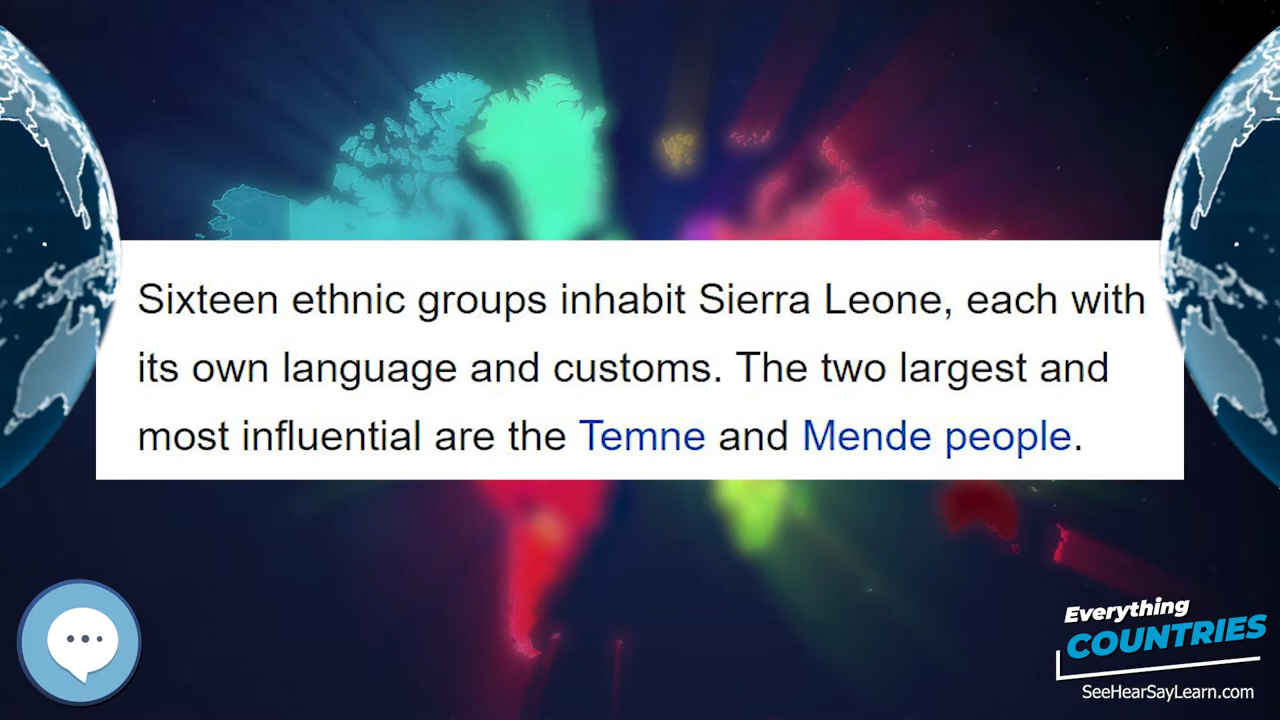 Sixteen ethnic groups inhabit Sierra Leone, each with
its own language and customs. The two largest and
most influential are the Temne and Mende people.
Everything
COUNTRIES
SeeHearSayLearn.com